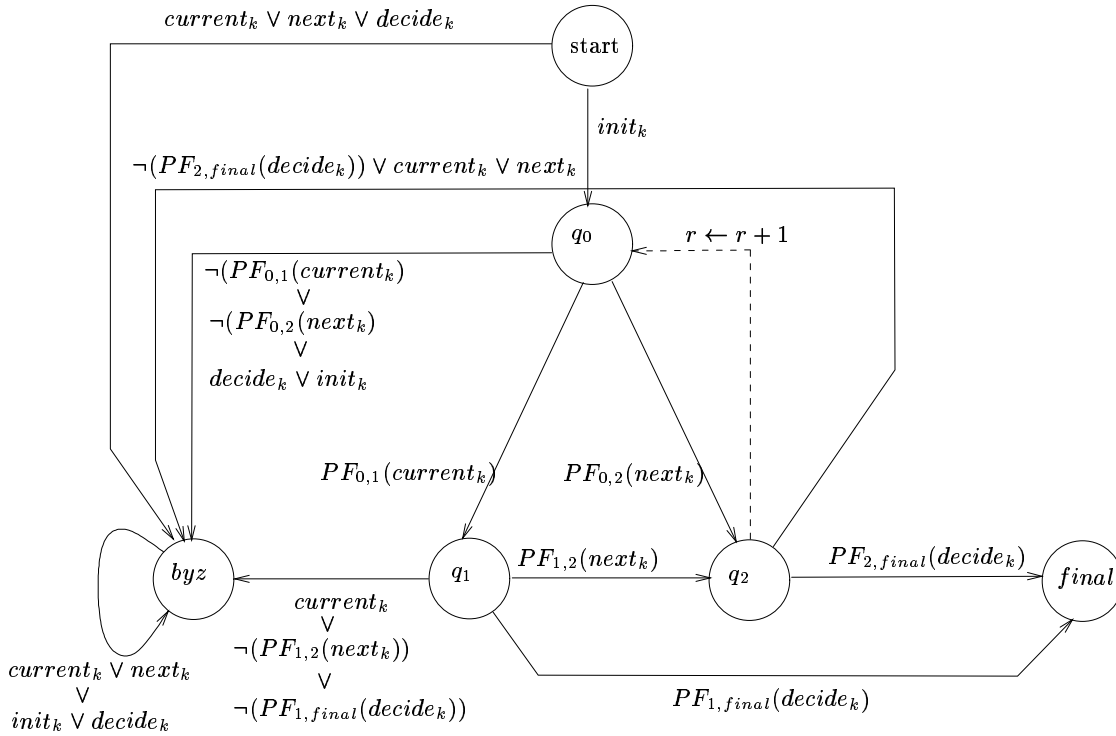 current_k ∨ next_k ∨ decide_k
start
init_k
¬(PF_{2,final}(decide_k)) ∨ current_k ∨ next_k
q_0
r ← r + 1
¬(PF_{0,1}(current_k)
∨
¬(PF_{0,2}(next_k)
∨
decide_k ∨ init_k
PF_{0,1}(current_k)
PF_{0,2}(next_k)
byz
q_1
PF_{1,2}(next_k)
q_2
PF_{2,final}(decide_k)
final
current_k
∨
¬(PF_{1,2}(next_k))
∨
¬(PF_{1,final}(decide_k))
current_k ∨ next_k
∨
init_k ∨ decide_k
PF_{1,final}(decide_k)